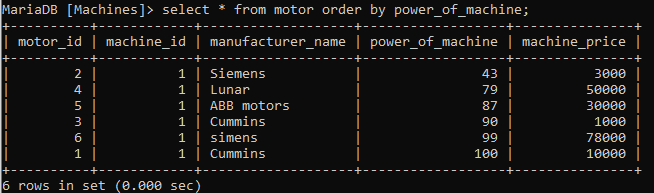 MariaDB [Machines]> select * from motor order by power_of_machine;
+----------+------------+-------------------+------------------+---------------+
| motor_id | machine_id | manufacturer_name | power_of_machine | machine_price |
+----------+------------+-------------------+------------------+---------------+
|        2 |          1 | Siemens           |               43 |          3000 |
|        4 |          1 | Lunar             |               79 |         50000 |
|        5 |          1 | ABB motors        |               87 |         30000 |
|        3 |          1 | Cummins           |               90 |          1000 |
|        6 |          1 | simens            |               99 |         78000 |
|        1 |          1 | Cummins           |              100 |         10000 |
+----------+------------+-------------------+------------------+---------------+
6 rows in set (0.000 sec)